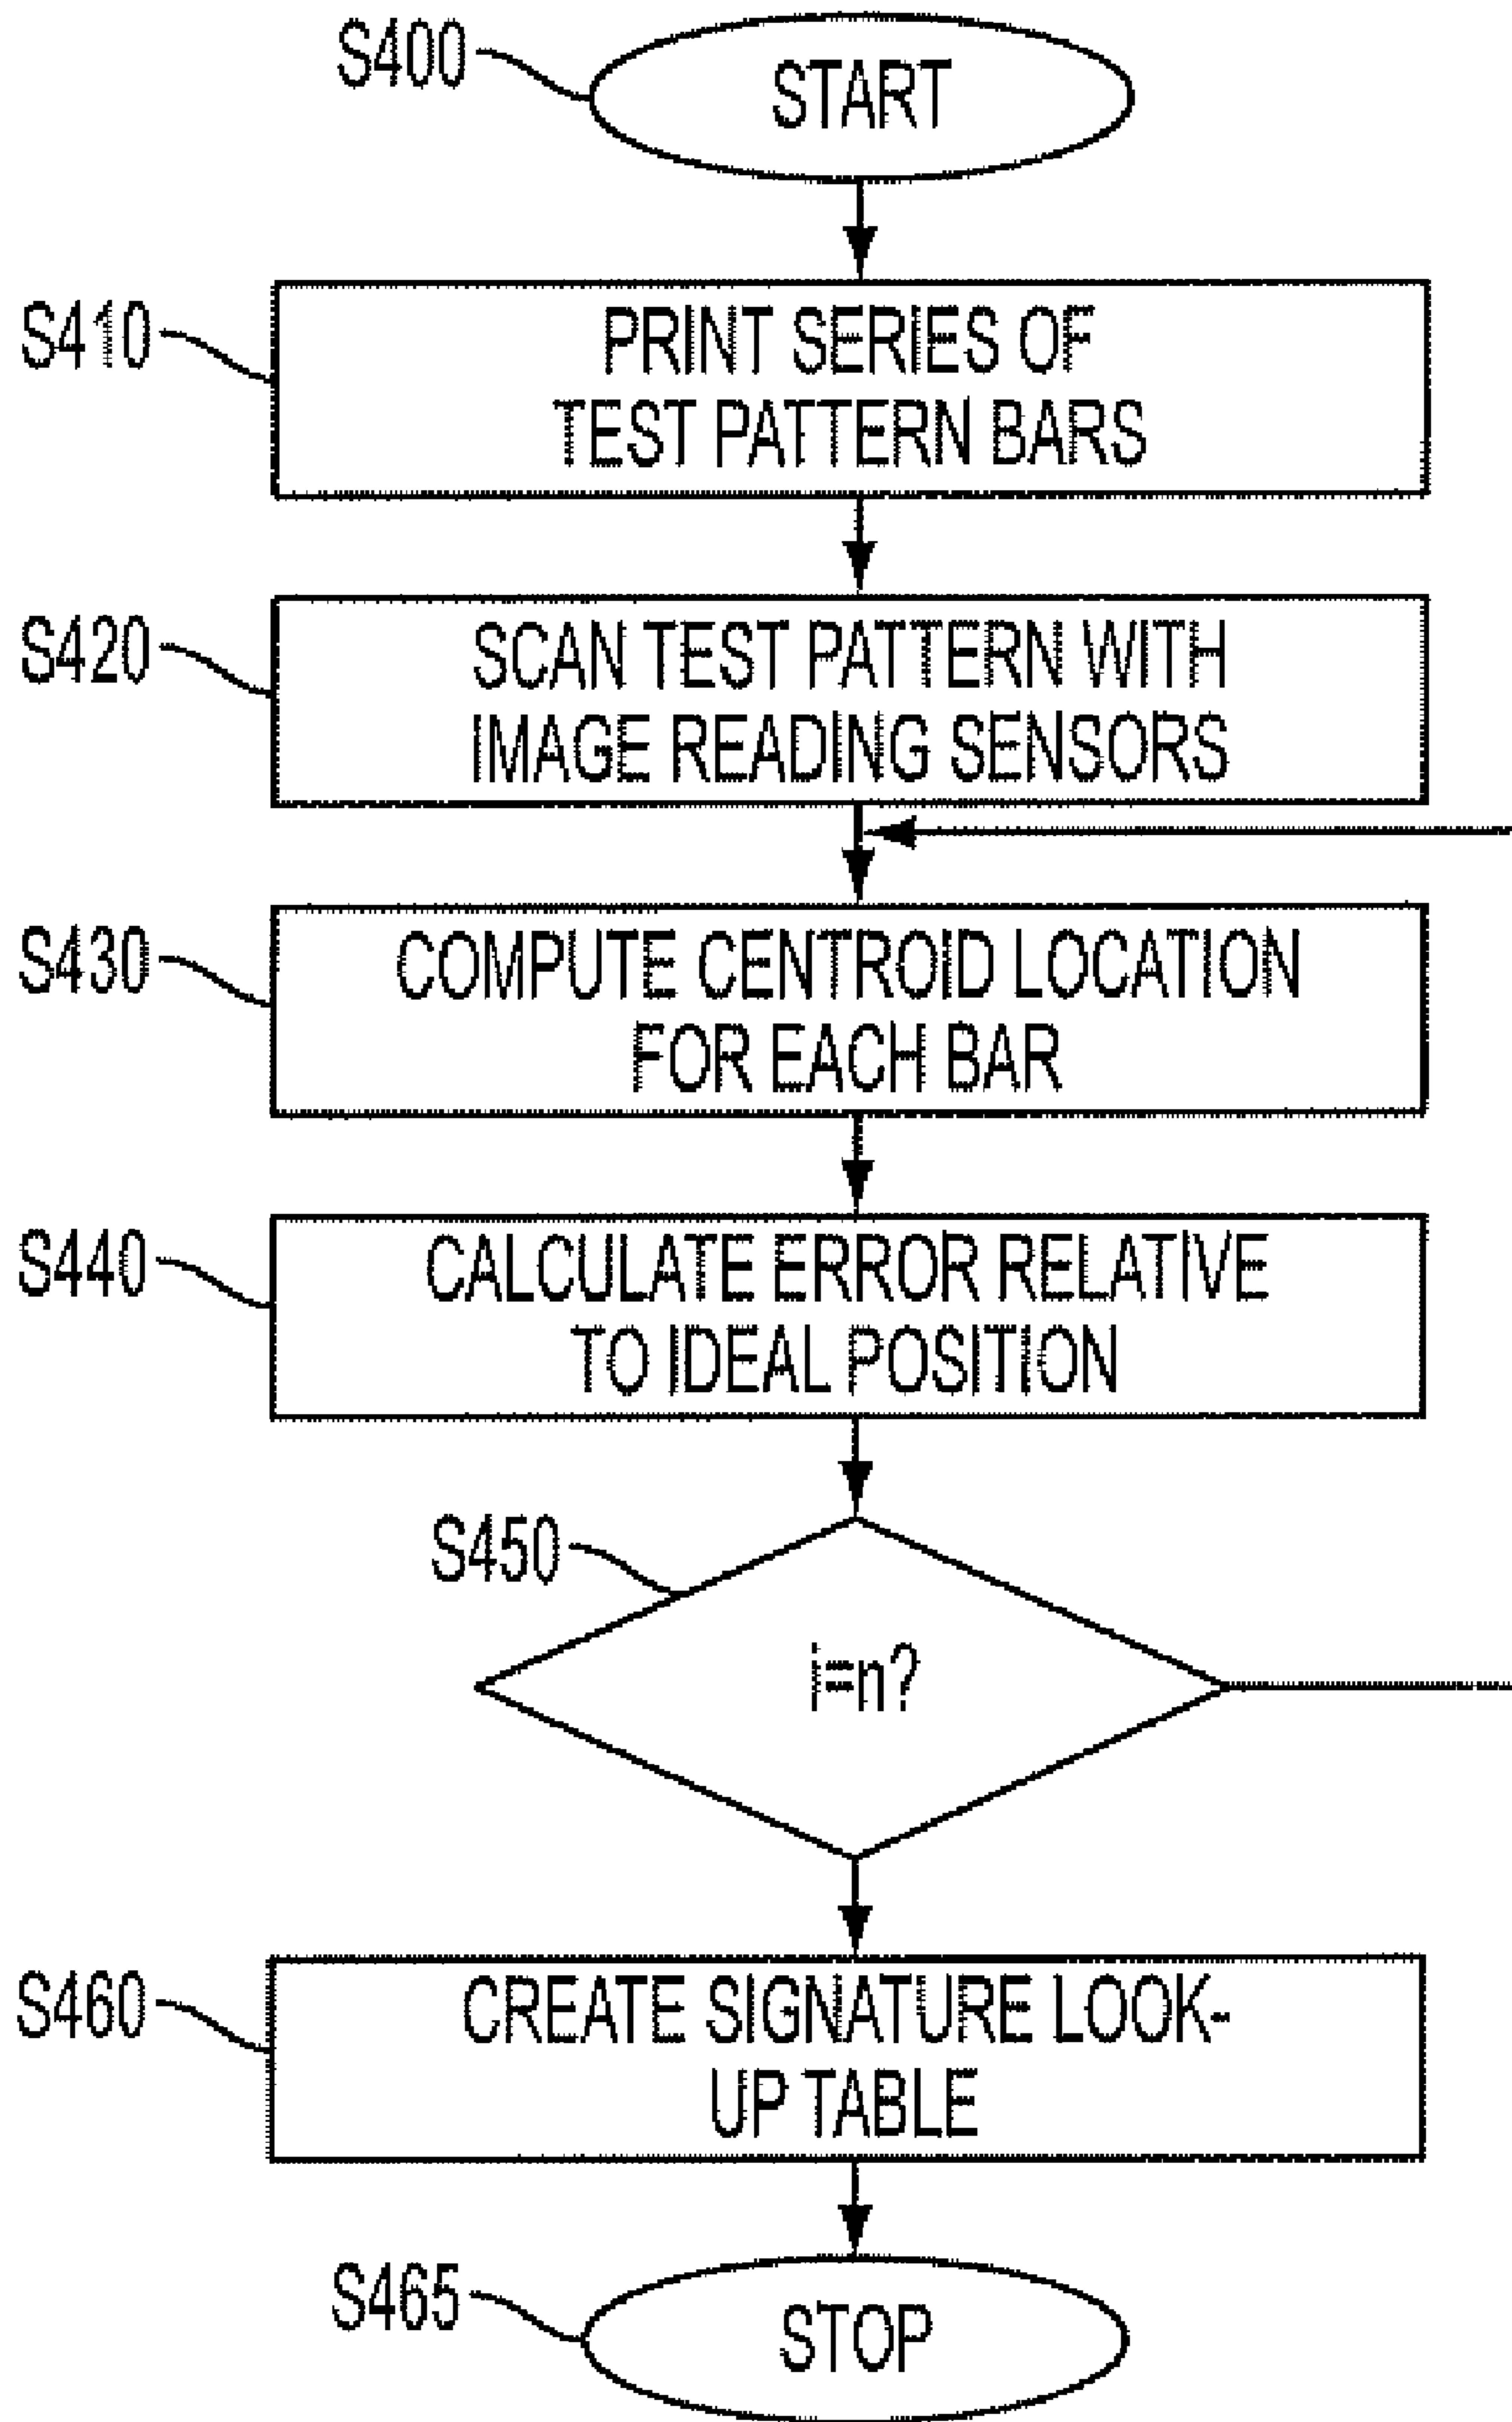 S400
START
S410
PRINT SERIES OF
TEST PATTERN BARS
S420
SCAN TEST PATTERN WITH
IMAGE READING SENSORS
S430
COMPUTE CENTROID LOCATION
FOR EACH BAR
S440
CALCULATE ERROR RELATIVE
TO IDEAL POSITION
S450
i=n?
S460
CREATE SIGNATURE LOOK-
UP TABLE
S465
STOP